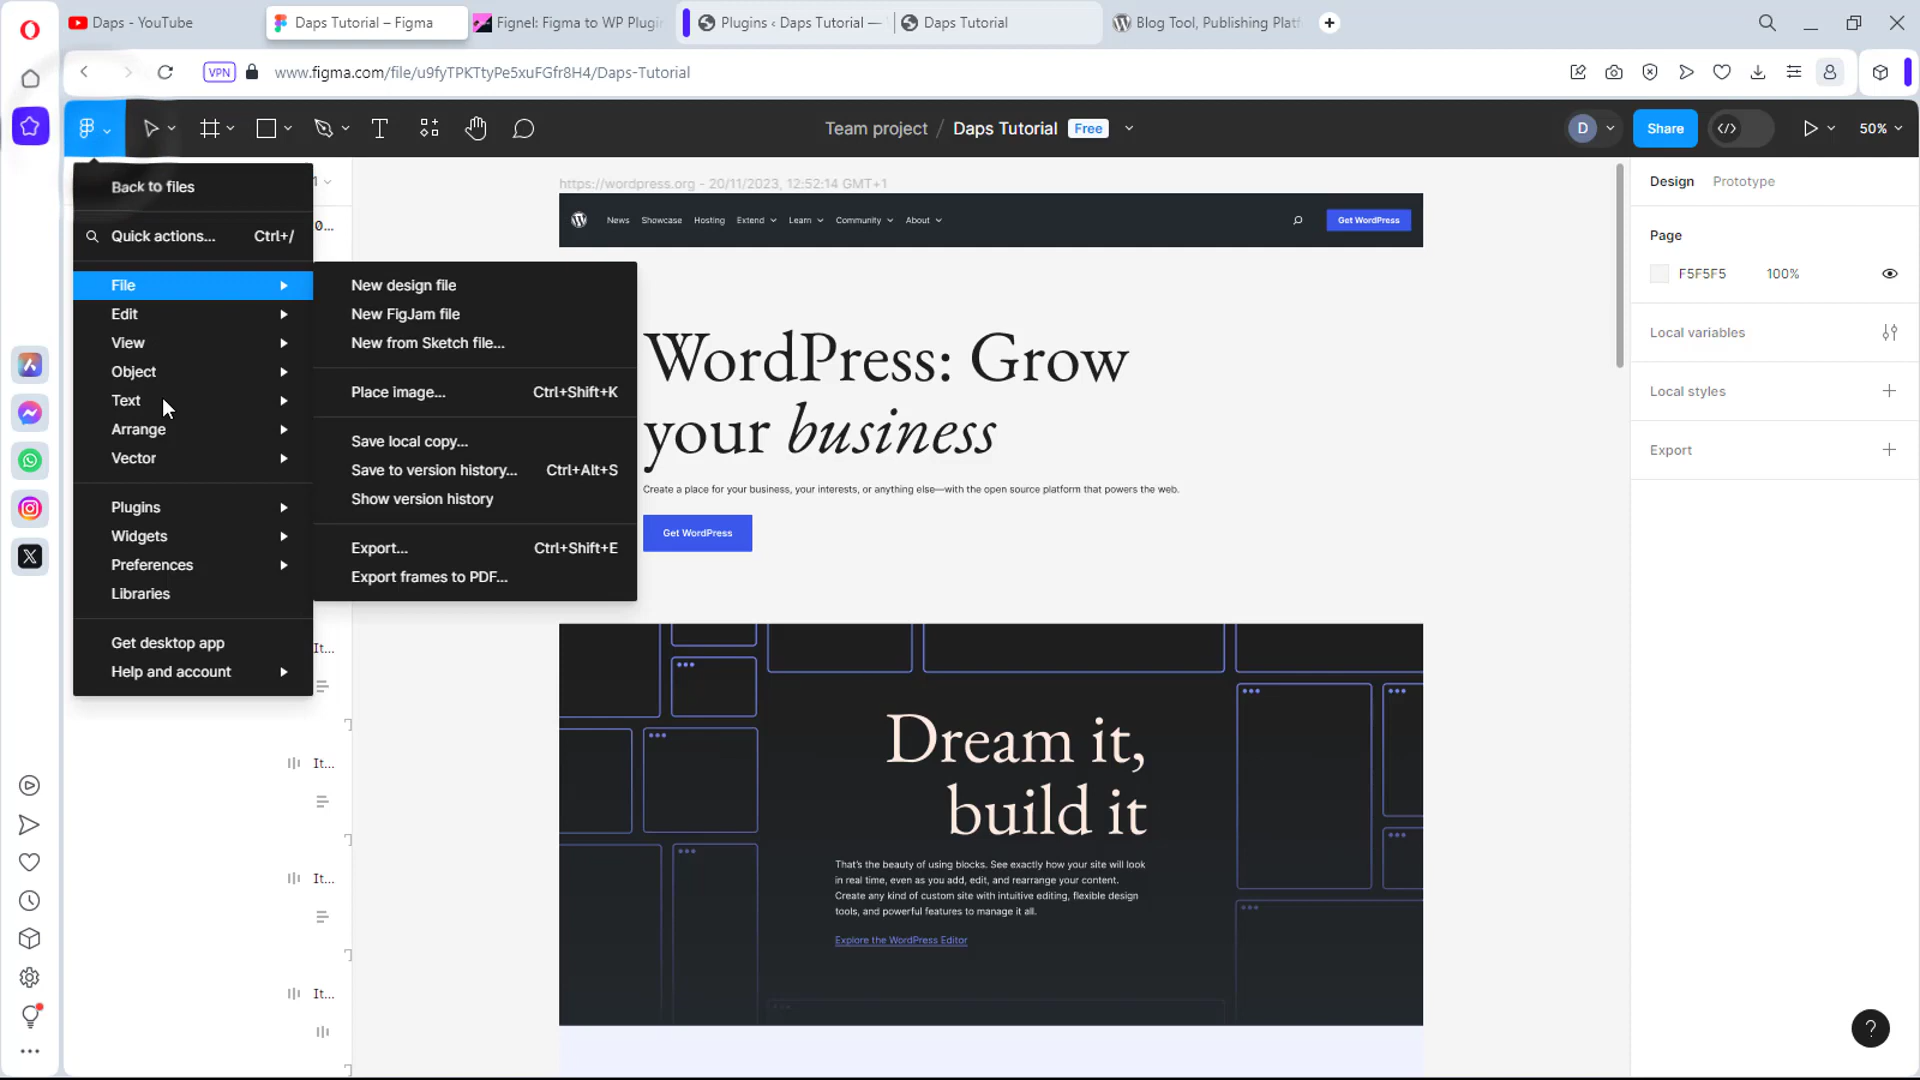 Daps - YouTube
Daps Tutorial – Figma
Fignel: Figma to WP Plugi
Plugins ‹ Daps Tutorial —
Daps Tutorial
Blog Tool, Publishing Platf
VPN
www.figma.com/file/u9fyTPKTtyPe5xuFGfr8H4/Daps-Tutorial
Team project / Daps Tutorial Free
D
Share
50%
Back to files
Quick actions... Ctrl+/
File
Edit
View
Object
Text
Arrange
Vector
Plugins
Widgets
Preferences
Libraries
Get desktop app
Help and account
New design file
New FigJam file
New from Sketch file...
Place image... Ctrl+Shift+K
Save local copy...
Save to version history... Ctrl+Alt+S
Show version history
Export... Ctrl+Shift+E
Export frames to PDF...
1
0...
It...
It...
It...
It...
https://wordpress.org - 20/11/2023, 12:52:14 GMT+1
News Showcase Hosting Extend Learn Community About
Get WordPress
WordPress: Grow
your business
Create a place for your business, your interests, or anything else—with the open source platform that powers the web.
Get WordPress
Dream it,
build it
That's the beauty of using blocks. See exactly how your site will look
in real time, even as you add, edit, and rearrange your content.
Create any kind of custom site with intuitive editing, flexible design
tools, and powerful features to manage it all.
Explore the WordPress Editor
Design Prototype
Page
F5F5F5 100%
Local variables
Local styles
Export
?